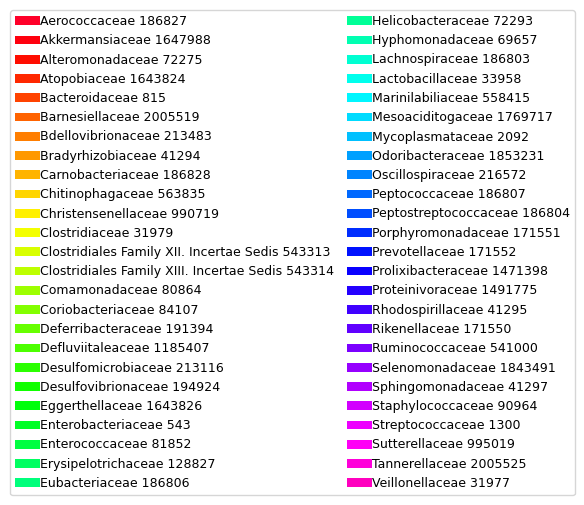 Aerococcaceae 186827
Akkermansiaceae 1647988
Alteromonadaceae 72275
Atopobiaceae 1643824
Bacteroidaceae 815
Barnesiellaceae 2005519
Bdellovibrionaceae 213483
Bradyrhizobiaceae 41294
Carnobacteriaceae 186828
Chitinophagaceae 563835
Christensenellaceae 990719
Clostridiaceae 31979
Clostridiales Family XII. Incertae Sedis 543313
Clostridiales Family XIII. Incertae Sedis 543314
Comamonadaceae 80864
Coriobacteriaceae 84107
Deferribacteraceae 191394
Defluviitaleaceae 1185407
Desulfomicrobiaceae 213116
Desulfovibrionaceae 194924
Eggerthellaceae 1643826
Enterobacteriaceae 543
Enterococcaceae 81852
Erysipelotrichaceae 128827
Eubacteriaceae 186806
Helicobacteraceae 72293
Hyphomonadaceae 69657
Lachnospiraceae 186803
Lactobacillaceae 33958
Marinilabiliaceae 558415
Mesoaciditogaceae 1769717
Mycoplasmataceae 2092
Odoribacteraceae 1853231
Oscillospiraceae 216572
Peptococcaceae 186807
Peptostreptococcaceae 186804
Porphyromonadaceae 171551
Prevotellaceae 171552
Prolixibacteraceae 1471398
Proteinivoraceae 1491775
Rhodospirillaceae 41295
Rikenellaceae 171550
Ruminococcaceae 541000
Selenomonadaceae 1843491
Sphingomonadaceae 41297
Staphylococcaceae 90964
Streptococcaceae 1300
Sutterellaceae 995019
Tannerellaceae 2005525
Veillonellaceae 31977